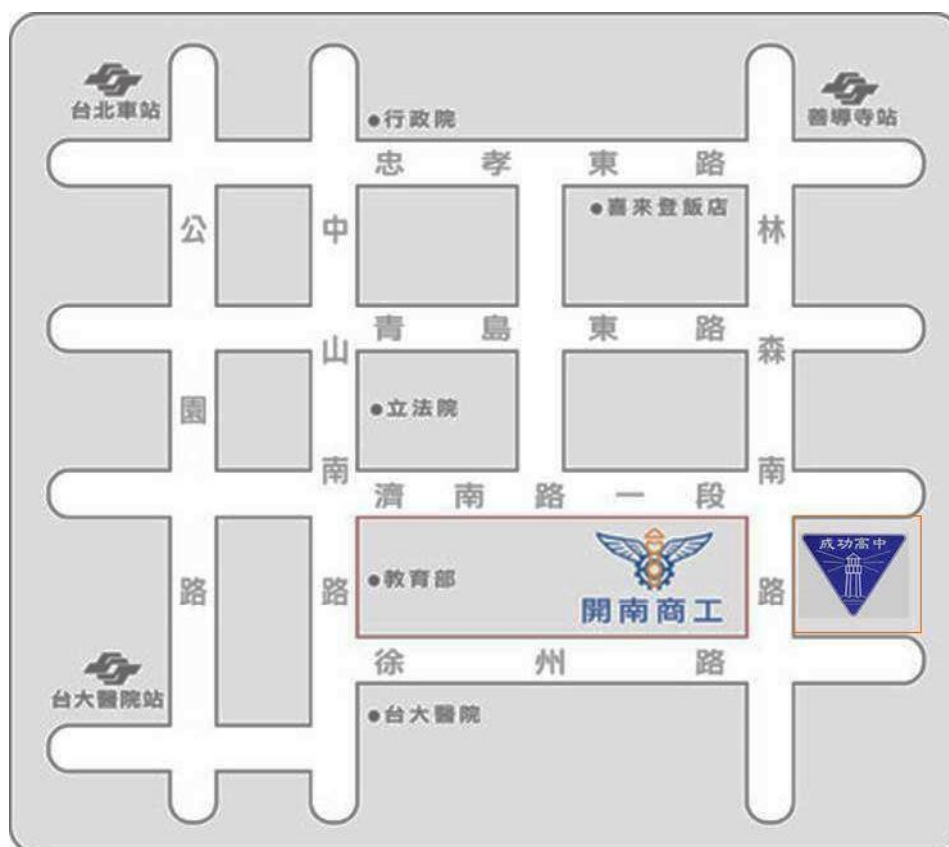 台北車站
善導寺站
行政院
忠孝東路
喜來登飯店
公園路
中山南路
林森南路
青島東路
立法院
濟南路一段
成功高中
教育部
開南商工
徐州路
台大醫院站
台大醫院